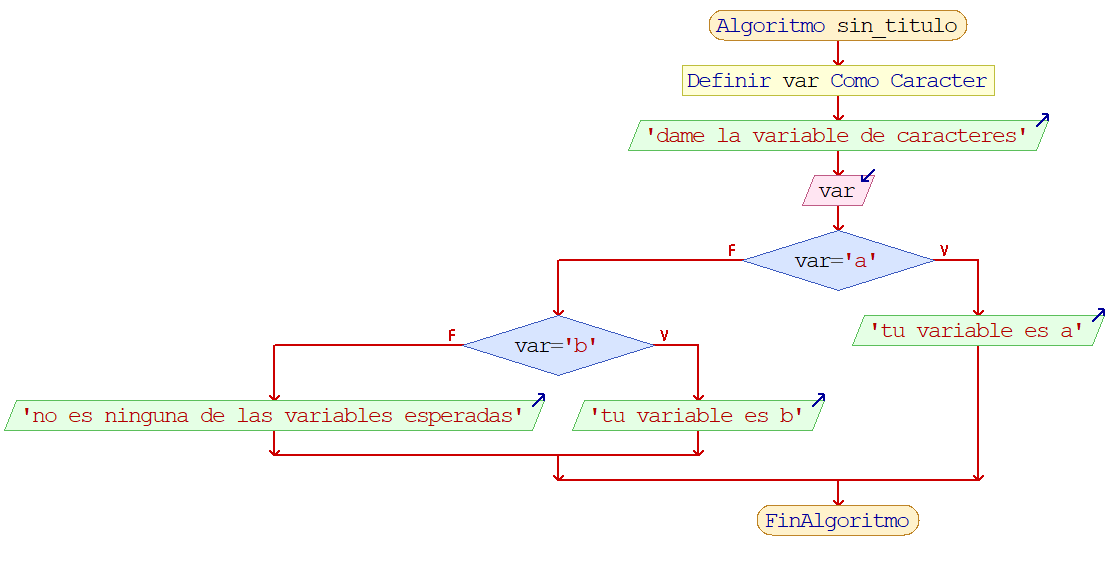 Algoritmo sin_titulo
Definir var Como Caracter
'dame la variable de caracteres'
var
var='a'
F
V
'tu variable es a'
var='b'
F
V
'no es ninguna de las variables esperadas'
'tu variable es b'
FinAlgoritmo